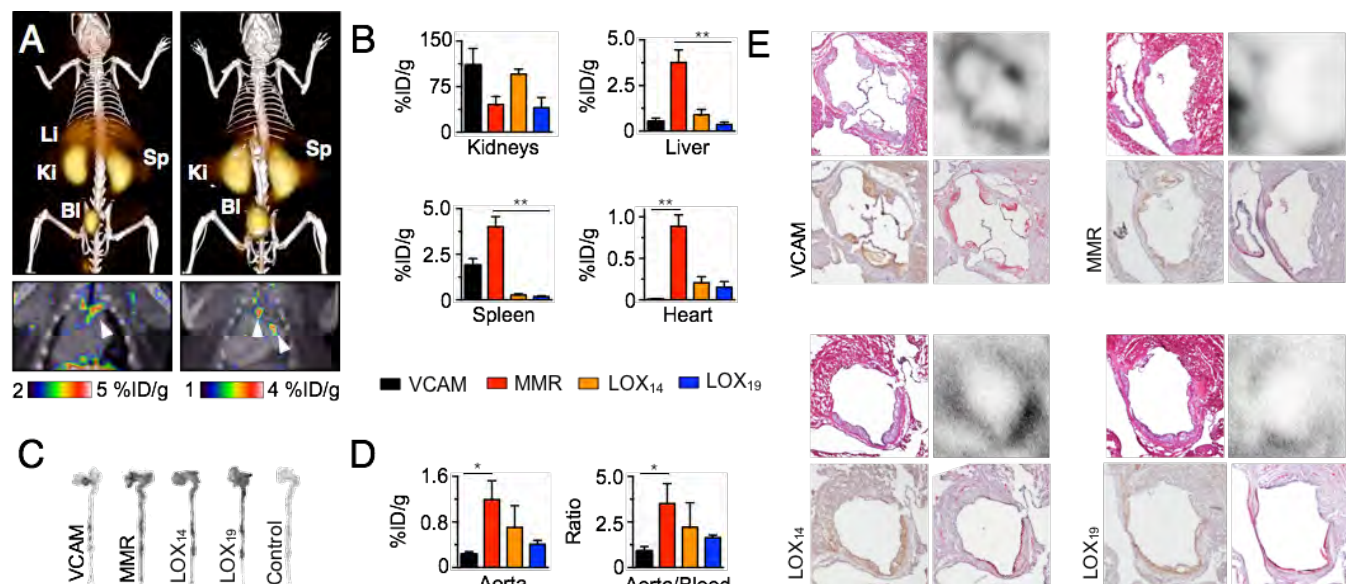 A
Li
Ki
Sp
Bl
Ki
Sp
Bl
2 5 %ID/g
1 4 %ID/g
B
%ID/g
150
75
0
Kidneys
%ID/g
5.0
2.5
0
**
Liver
%ID/g
5.0
2.5
0
**
Spleen
%ID/g
1.0
0.5
0
**
Heart
VCAM MMR LOX14 LOX19
C
VCAM
MMR
LOX14
LOX19
Control
D
%ID/g
1.6
0.8
0
*
Aorta
Ratio
5.0
2.5
0
*
Aorta/Blood
E
VCAM
MMR
LOX14
LOX19